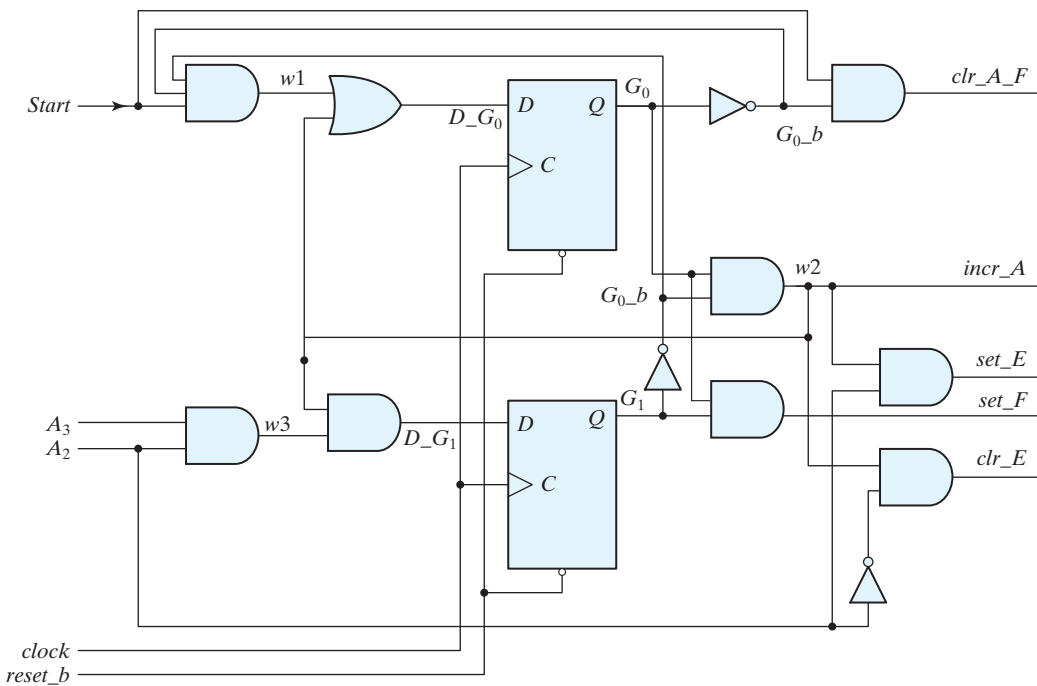 Start
w1
D_G₀
G₀
D Q
C
G₀_b
clr_A_F
w2
G₀_b
incr_A
set_E
set_F
clr_E
A₃
A₂
w3
D_G₁
G₁
D Q
C
clock
reset_b